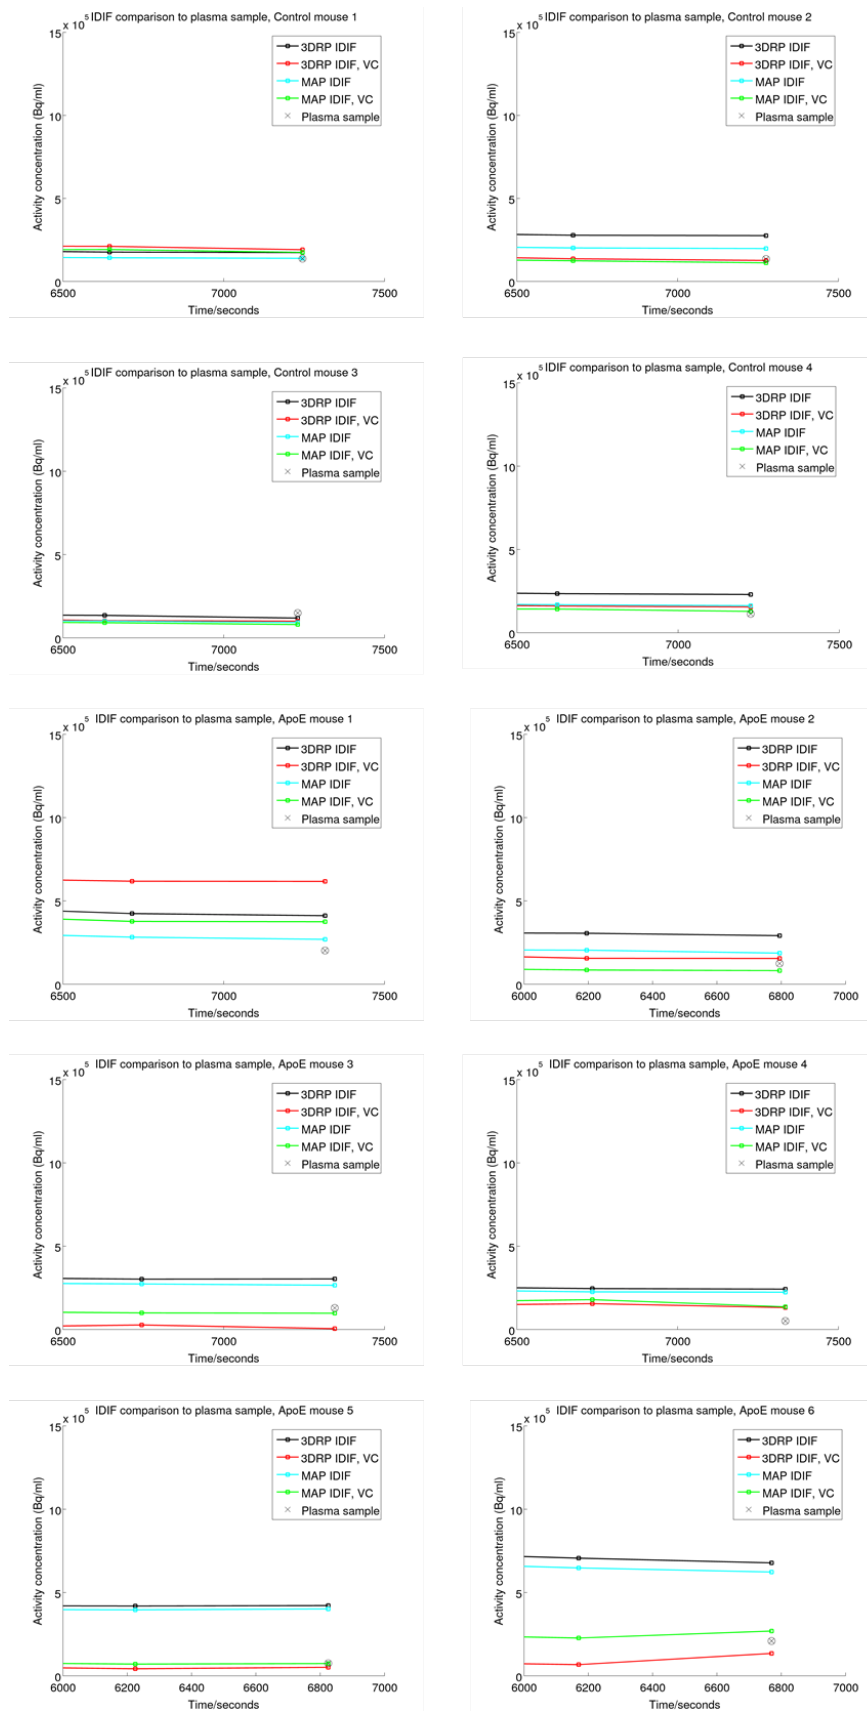 x 10 5 IDIF comparison to plasma sample, Control mouse 1
15
10
5
0
Activity concentration (Bq/ml)
3DRP IDIF
3DRP IDIF, VC
MAP IDIF
MAP IDIF, VC
Plasma sample
6500 7000 7500
Time/seconds
x 10 5 IDIF comparison to plasma sample, Control mouse 2
15
10
5
0
Activity concentration (Bq/ml)
3DRP IDIF
3DRP IDIF, VC
MAP IDIF
MAP IDIF, VC
Plasma sample
6500 7000 7500
Time/seconds
x 10 5 IDIF comparison to plasma sample, Control mouse 3
15
10
5
0
Activity concentration (Bq/ml)
3DRP IDIF
3DRP IDIF, VC
MAP IDIF
MAP IDIF, VC
Plasma sample
6500 7000 7500
Time/seconds
x 10 5 IDIF comparison to plasma sample, Control mouse 4
15
10
5
0
Activity concentration (Bq/ml)
3DRP IDIF
3DRP IDIF, VC
MAP IDIF
MAP IDIF, VC
Plasma sample
6500 7000 7500
Time/seconds
x 10 5 IDIF comparison to plasma sample, ApoE mouse 1
15
10
5
0
Activity concentration (Bq/ml)
3DRP IDIF
3DRP IDIF, VC
MAP IDIF
MAP IDIF, VC
Plasma sample
6500 7000 7500
Time/seconds
x 10 5 IDIF comparison to plasma sample, ApoE mouse 2
15
10
5
0
Activity concentration (Bq/ml)
3DRP IDIF
3DRP IDIF, VC
MAP IDIF
MAP IDIF, VC
Plasma sample
6000 6200 6400 6600 6800 7000
Time/seconds
x 10 5 IDIF comparison to plasma sample, ApoE mouse 3
15
10
5
0
Activity concentration (Bq/ml)
3DRP IDIF
3DRP IDIF, VC
MAP IDIF
MAP IDIF, VC
Plasma sample
6500 7000 7500
Time/seconds
x 10 5 IDIF comparison to plasma sample, ApoE mouse 4
15
10
5
0
Activity concentration (Bq/ml)
3DRP IDIF
3DRP IDIF, VC
MAP IDIF
MAP IDIF, VC
Plasma sample
6500 7000 7500
Time/seconds
x 10 5 IDIF comparison to plasma sample, ApoE mouse 5
15
10
5
0
Activity concentration (Bq/ml)
3DRP IDIF
3DRP IDIF, VC
MAP IDIF
MAP IDIF, VC
Plasma sample
6000 6200 6400 6600 6800 7000
Time/seconds
x 10 5 IDIF comparison to plasma sample, ApoE mouse 6
15
10
5
0
Activity concentration (Bq/ml)
3DRP IDIF
3DRP IDIF, VC
MAP IDIF
MAP IDIF, VC
Plasma sample
6000 6200 6400 6600 6800 7000
Time/seconds